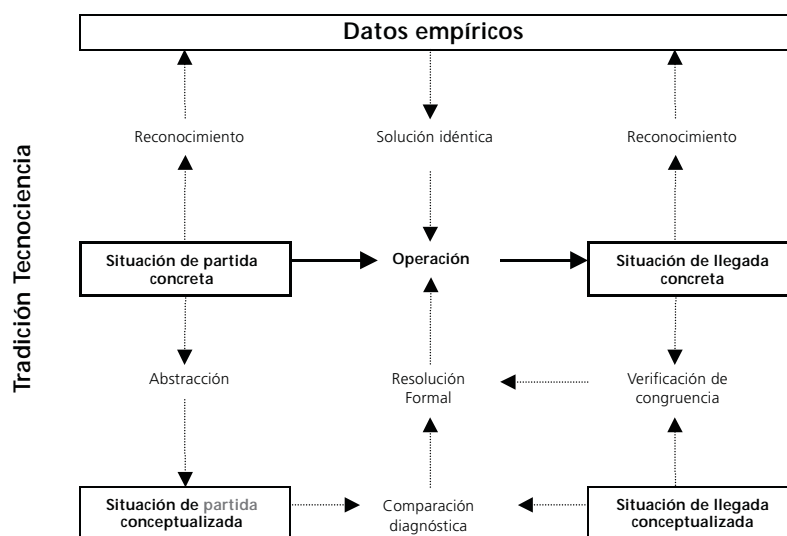 Datos empíricos
Tradición Tecnociencia
Reconocimiento
Solución idéntica
Reconocimiento
Situación de partida
concreta
Operación
Situación de llegada
concreta
Abstracción
Resolución
Formal
Verificación de
congruencia
Situación de partida
conceptualizada
Comparación
diagnóstica
Situación de llegada
conceptualizada